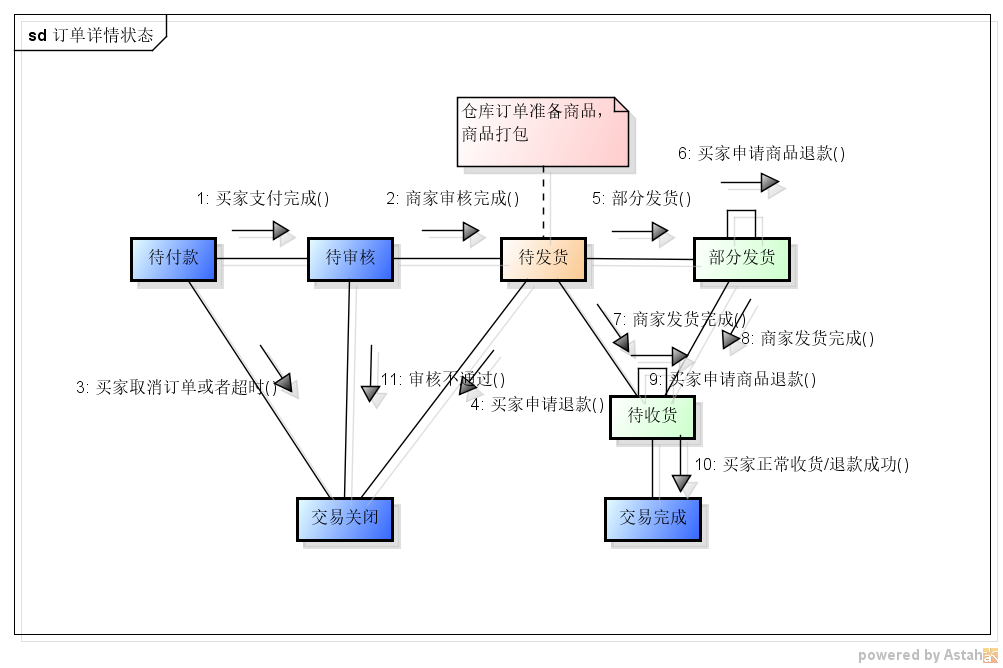 sd 订单详情状态
仓库订单准备商品，
商品打包
6: 买家申请商品退款()
1: 买家支付完成()
2: 商家审核完成()
5: 部分发货()
待付款
待审核
待发货
部分发货
7: 商家发货完成()
8: 商家发货完成()
3: 买家取消订单或者超时()
11: 审核不通过()
9: 买家申请商品退款()
4: 买家申请退款()
待收货
10: 买家正常收货/退款成功()
交易关闭
交易完成
powered by Astah